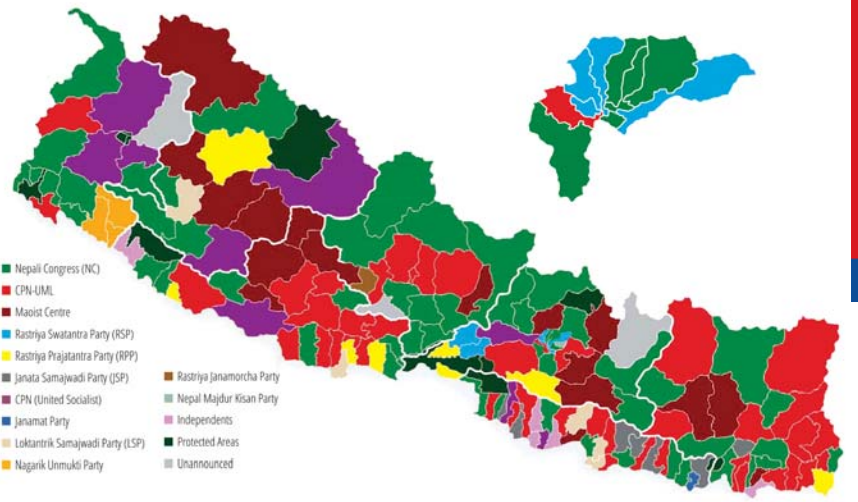 Nepali Congress (NC)
CPN-UML
Maoist Centre
Rastriya Swatantra Party (RSP)
Rastriya Prajatantra Party (RPP)
Janata Samajwadi Party (JSP)
CPN (United Socialist)
Janamat Party
Loktantrik Samajwadi Party (LSP)
Nagarik Unmukti Party
Rastriya Janamorcha Party
Nepal Majdur Kisan Party
Independents
Protected Areas
Unannounced